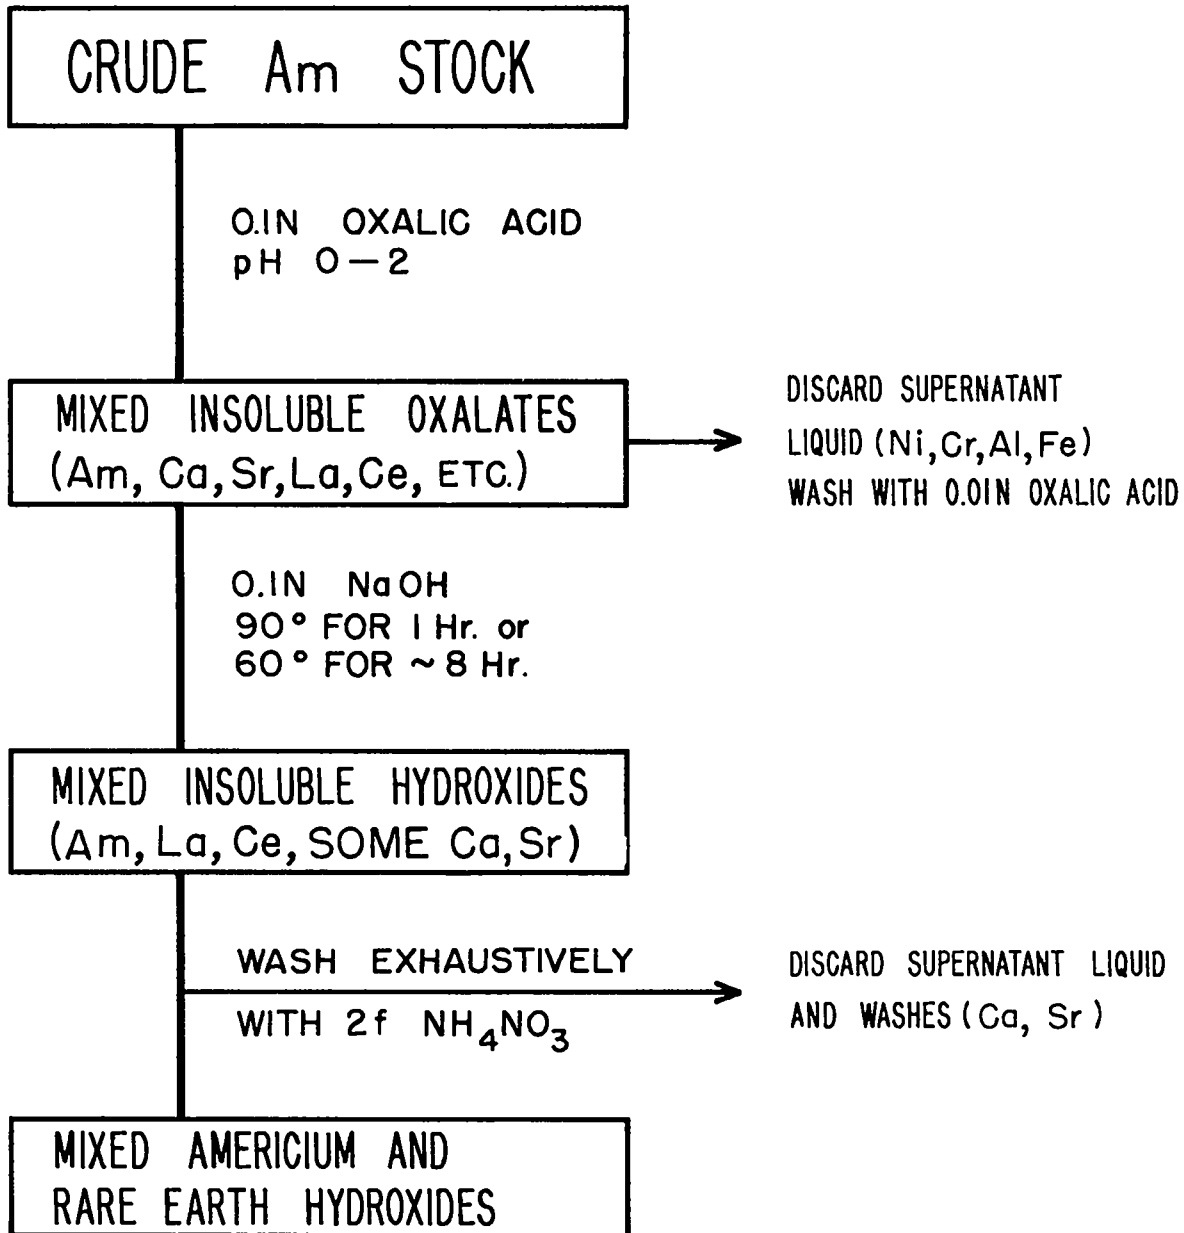 CRUDE Am STOCK
0.1N OXALIC ACID
pH 0–2
MIXED INSOLUBLE OXALATES
(Am, Ca, Sr, La, Ce, ETC.)
DISCARD SUPERNATANT
LIQUID (Ni, Cr, Al, Fe)
WASH WITH 0.01N OXALIC ACID
0.1N NaOH
90° FOR 1 Hr. or
60° FOR ~ 8 Hr.
MIXED INSOLUBLE HYDROXIDES
(Am, La, Ce, SOME Ca, Sr)
WASH EXHAUSTIVELY
WITH 2f NH₄NO₃
DISCARD SUPERNATANT LIQUID
AND WASHES (Ca, Sr)
MIXED AMERICIUM AND
RARE EARTH HYDROXIDES